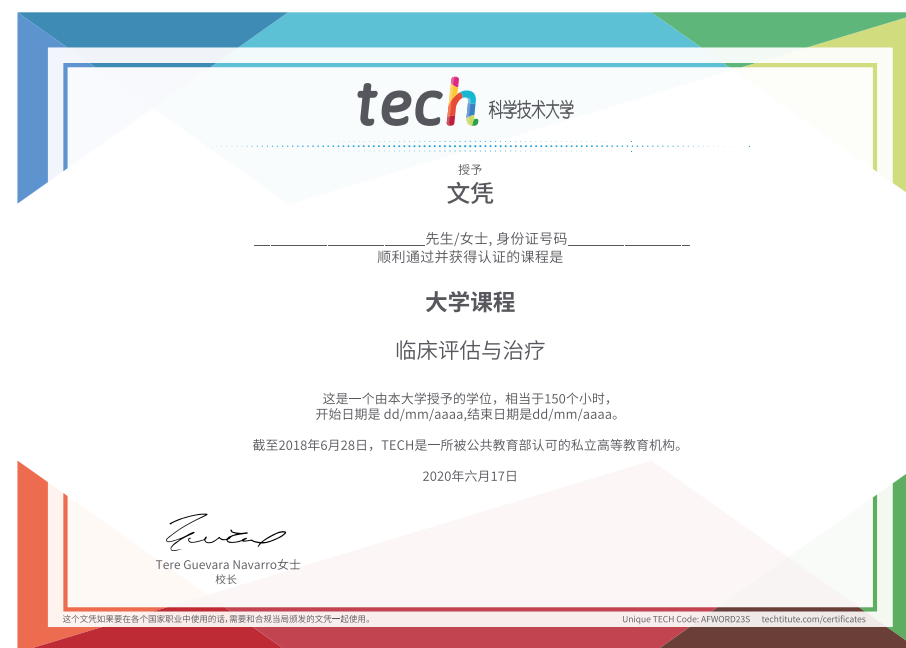 tech 科学技术大学
授予
文凭
______________________先生/女士, 身份证号码________________
顺利通过并获得认证的课程是
大学课程
临床评估与治疗
这是一个由本大学授予的学位，相当于150个小时，
开始日期是 dd/mm/aaaa,结束日期是dd/mm/aaaa。
截至2018年6月28日，TECH是一所被公共教育部认可的私立高等教育机构。
2020年六月17日
Tere Guevara Navarro女士
校长
这个文凭如果要在各个国家职业中使用的话,需要和合规当局颁发的文凭一起使用。
Unique TECH Code: AFWORD23S techtitute.com/certificates